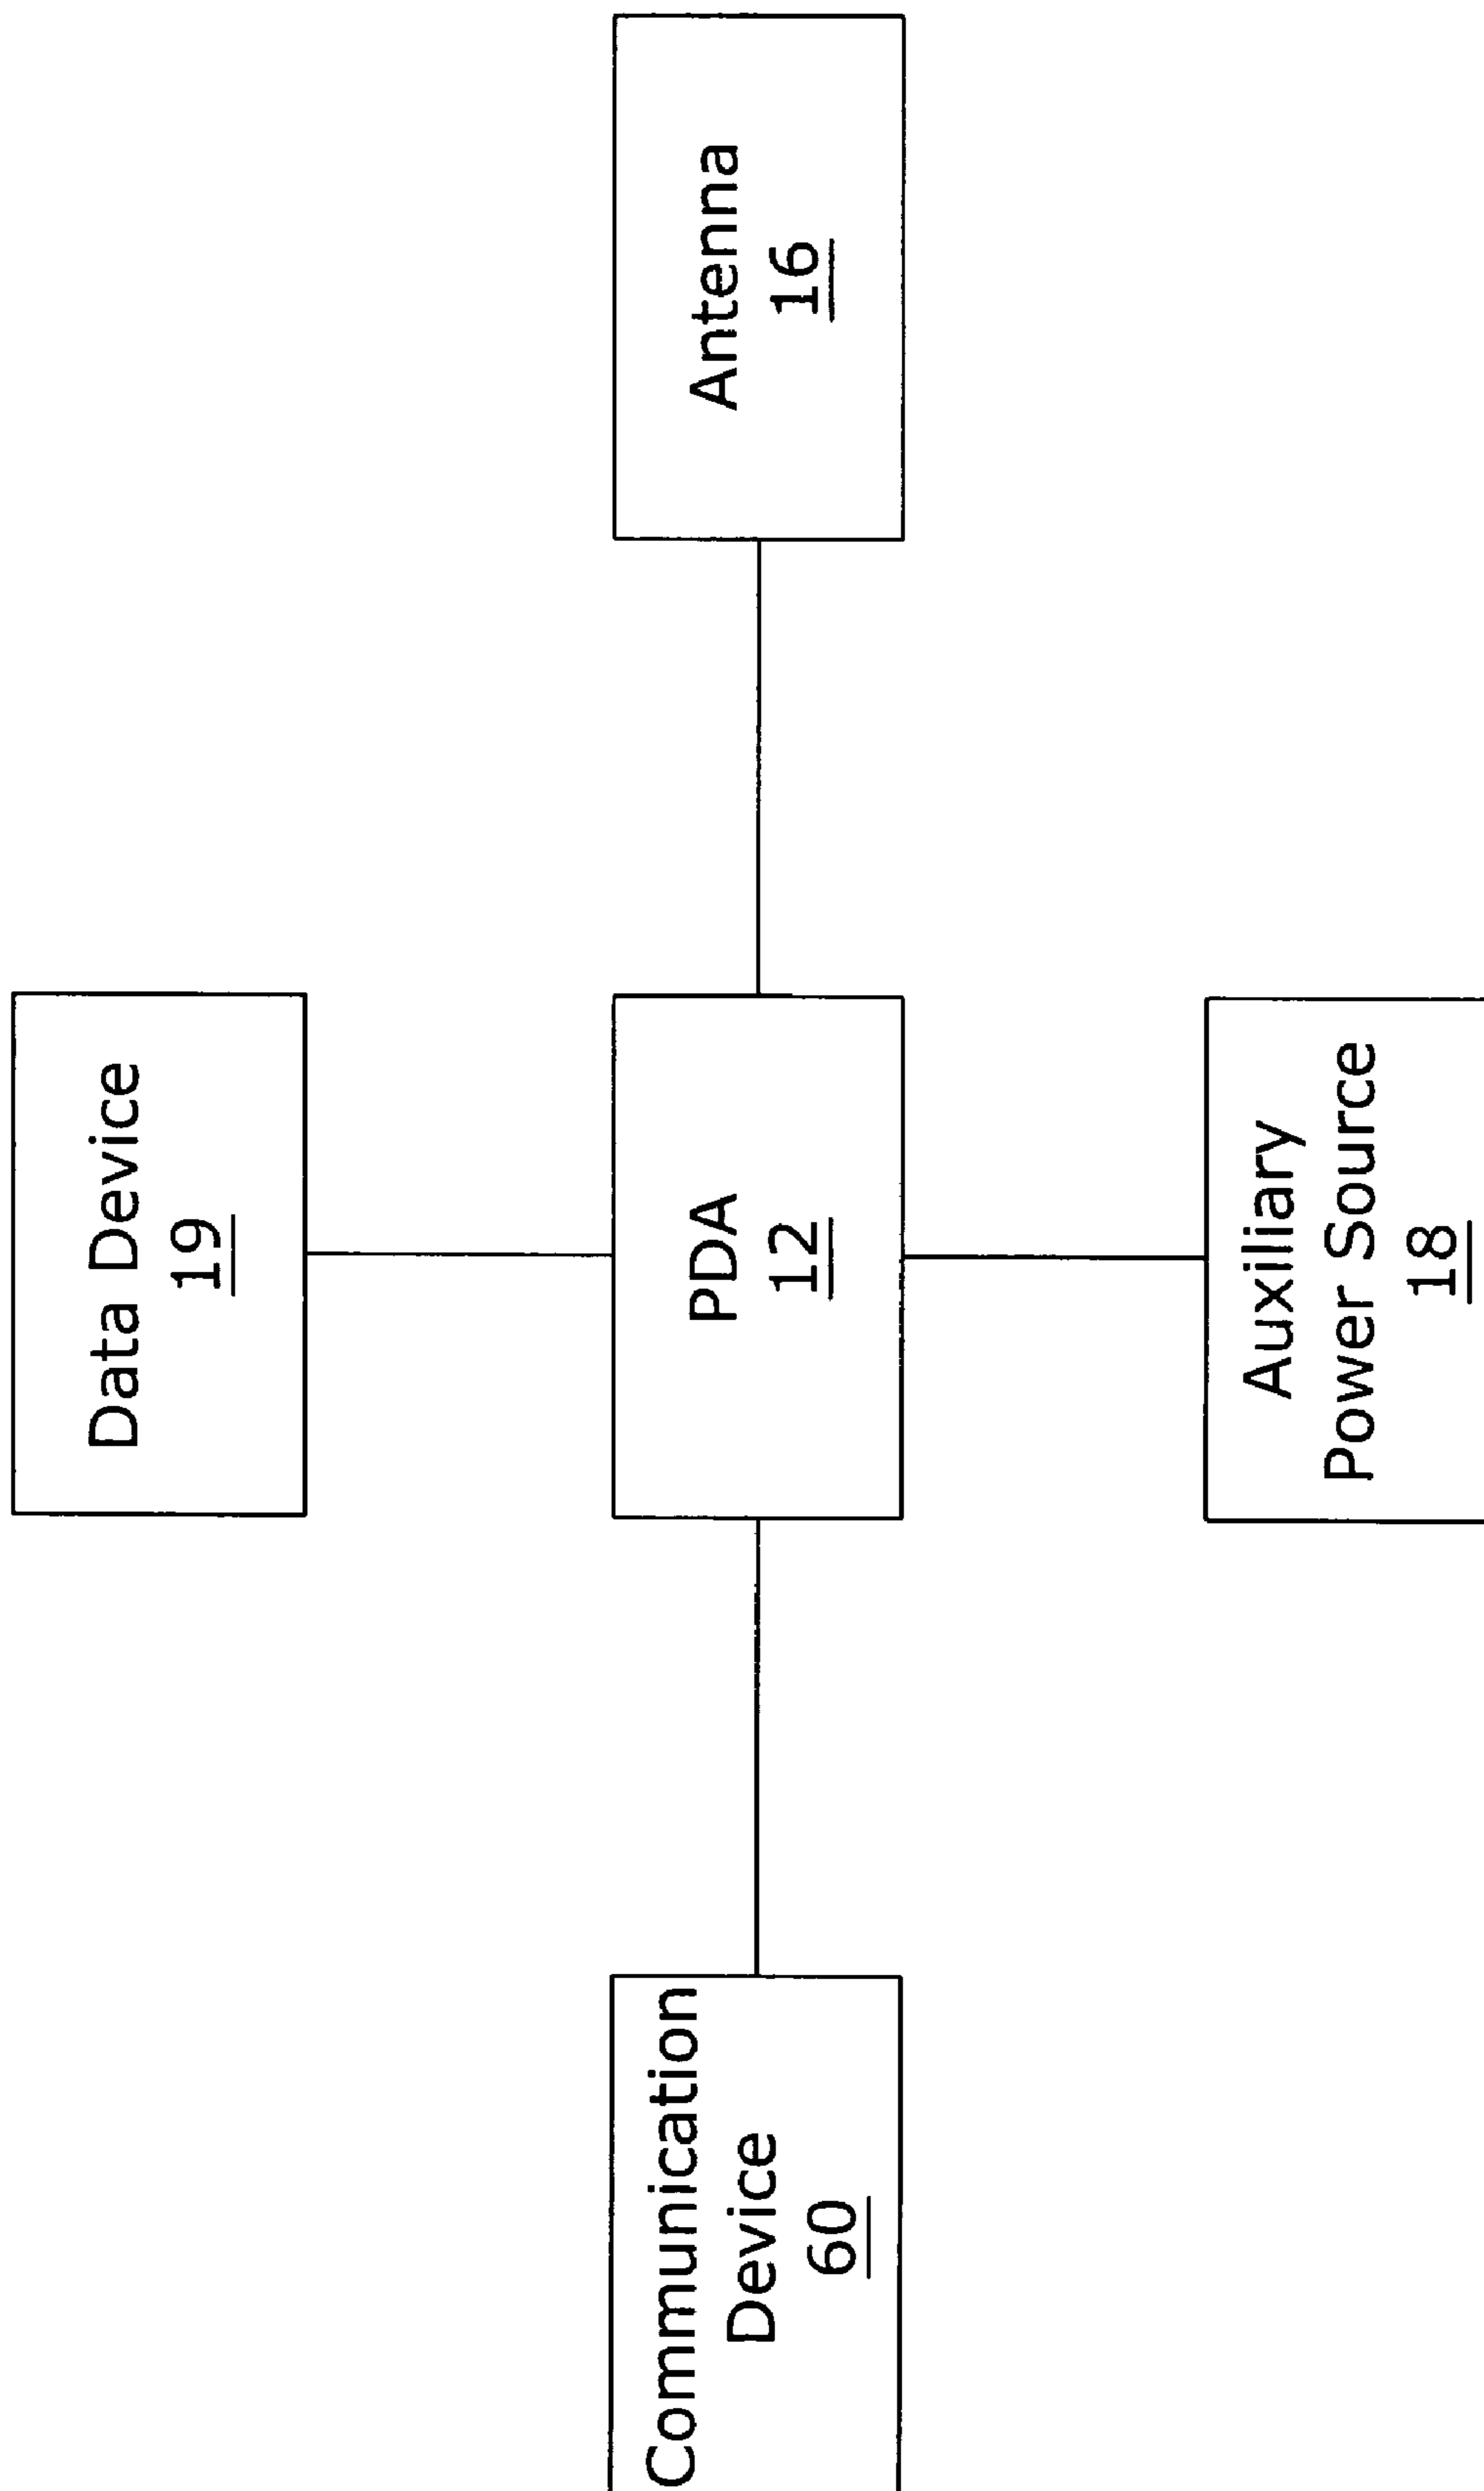 Data Device
19
Communication
Device
60
PDA
12
Antenna
16
Auxiliary
Power Source
18